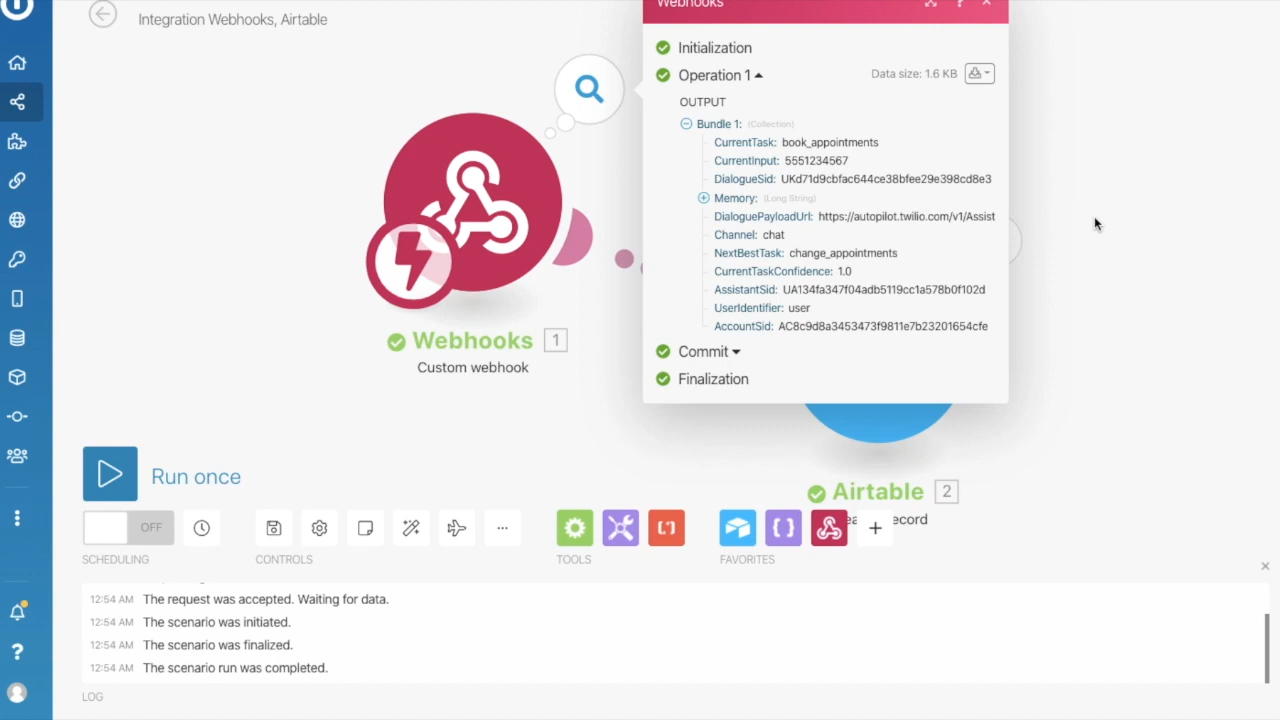 Integration Webhooks, Airtable
Webhooks
Initialization
Operation 1
Data size: 1.6 KB
OUTPUT
Bundle 1: (Collection)
CurrentTask: book_appointments
CurrentInput: 5551234567
DialogueSid: UKd71d9cbfac644ce38bfee29e398cd8e3
Memory: (Long String)
DialoguePayloadUrl: https://autopilot.twilio.com/v1/Assist
Channel: chat
NextBestTask: change_appointments
CurrentTaskConfidence: 1.0
AssistantSid: UA134fa347f04adb5119cc1a578b0f102d
UserIdentifier: user
AccountSid: AC8c9d8a3453473f9811e7b23201654cfe
Commit
Finalization
Webhooks 1
Custom webhook
Airtable 2
ecord
Run once
OFF
SCHEDULING
CONTROLS
TOOLS
FAVORITES
12:54 AM The request was accepted. Waiting for data.
12:54 AM The scenario was initiated.
12:54 AM The scenario was finalized.
12:54 AM The scenario run was completed.
LOG